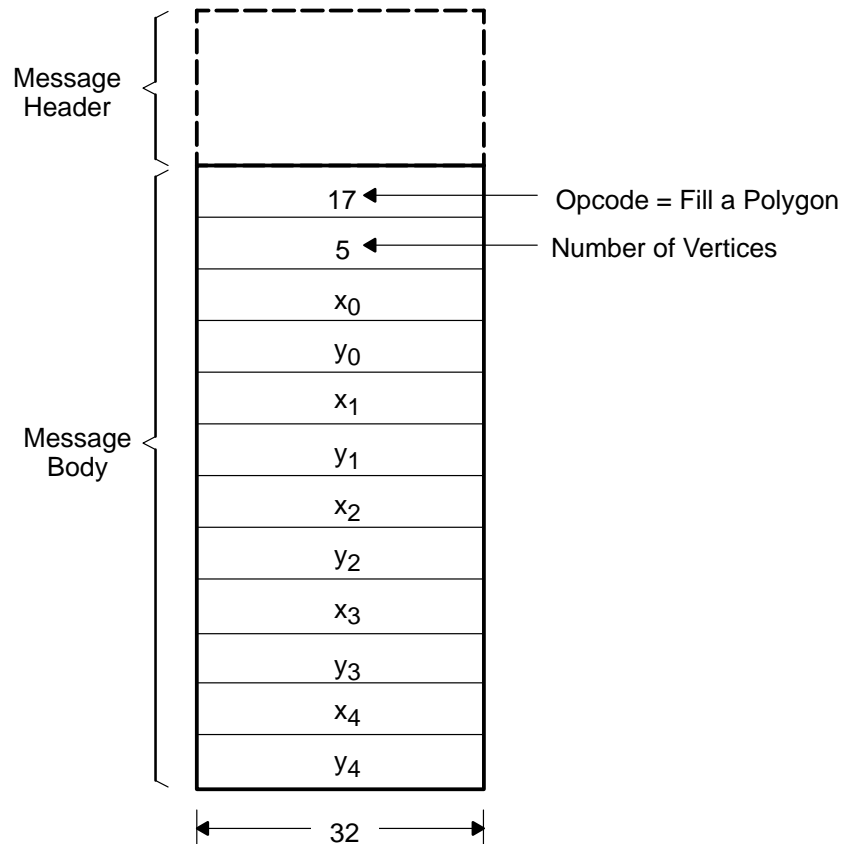 Message
Header
17
Opcode = Fill a Polygon
5
Number of Vertices
x0
y0
x1
y1
Message
Body
x2
y2
x3
y3
x4
y4
32